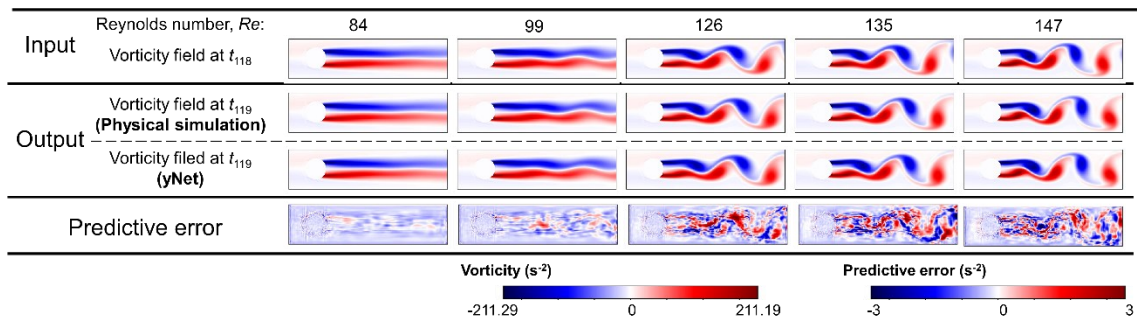 Reynolds number, Re: 84 99 126 135 147
Input
Vorticity field at t118
Output
Vorticity field at t119
(Physical simulation)
Vorticity filed at t119
(yNet)
Predictive error
Vorticity (s-2) Predictive error (s-2)
-211.29 0 211.19 -3 0 3